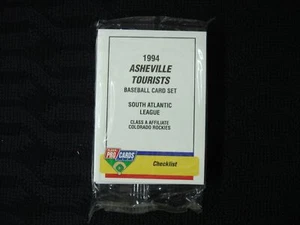 1994
ASHEVILLE
TOURISTS
BASEBALL CARD SET
SOUTH ATLANTIC
LEAGUE
CLASS A AFFILIATE
COLORADO ROCKIES
PRO CARDS
Checklist